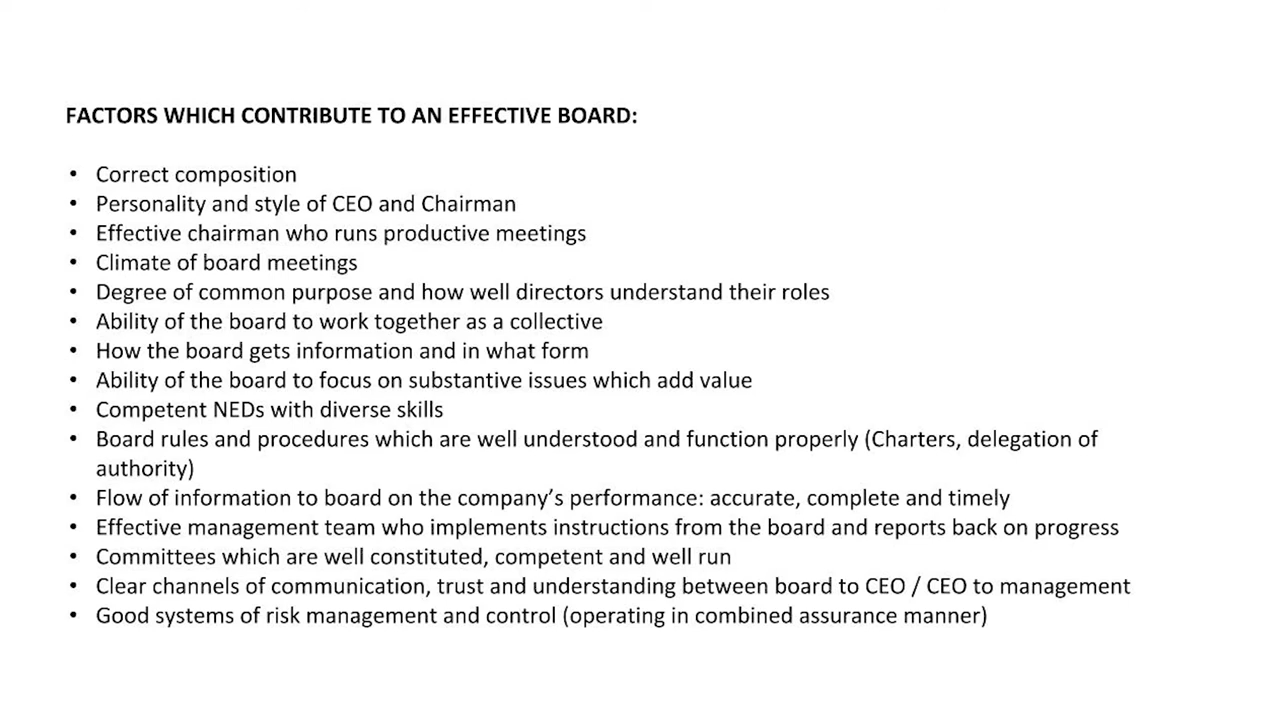 FACTORS WHICH CONTRIBUTE TO AN EFFECTIVE BOARD:
• Correct composition
• Personality and style of CEO and Chairman
• Effective chairman who runs productive meetings
• Climate of board meetings
• Degree of common purpose and how well directors understand their roles
• Ability of the board to work together as a collective
• How the board gets information and in what form
• Ability of the board to focus on substantive issues which add value
• Competent NEDs with diverse skills
• Board rules and procedures which are well understood and function properly (Charters, delegation of
authority)
• Flow of information to board on the company’s performance: accurate, complete and timely
• Effective management team who implements instructions from the board and reports back on progress
• Committees which are well constituted, competent and well run
• Clear channels of communication, trust and understanding between board to CEO / CEO to management
• Good systems of risk management and control (operating in combined assurance manner)